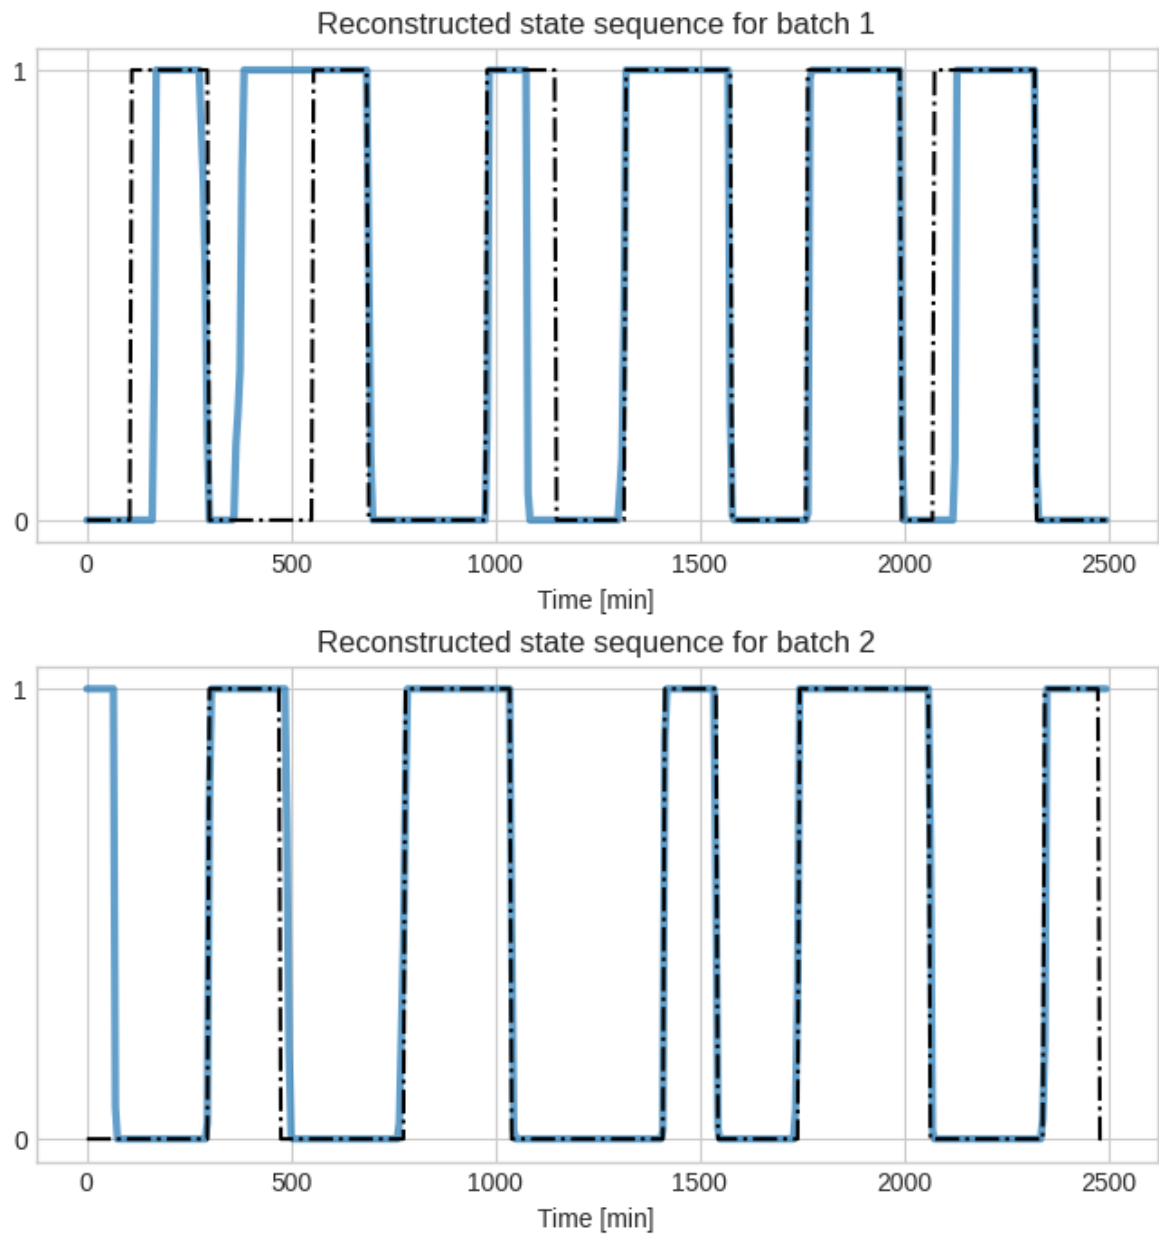 Reconstructed state sequence for batch 1
1
0
0 500 1000 1500 2000 2500
Time [min]
Reconstructed state sequence for batch 2
1
0
0 500 1000 1500 2000 2500
Time [min]